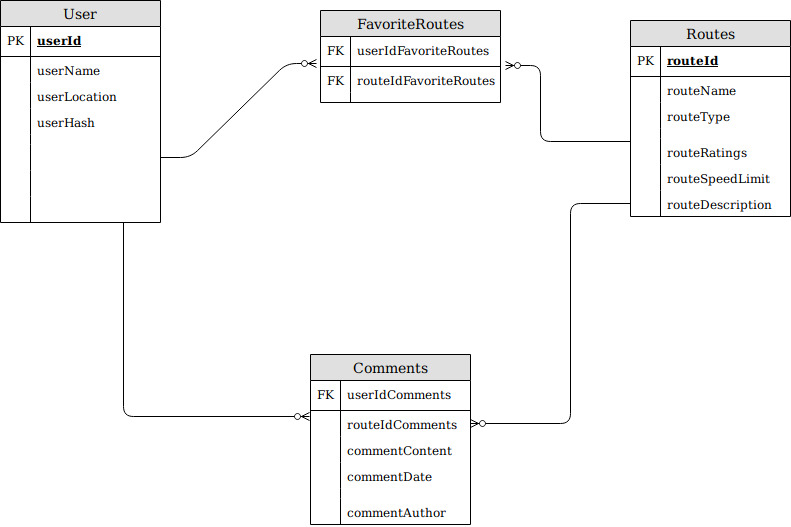 User
PK userId
userName
userLocation
userHash
FavoriteRoutes
FK userIdFavoriteRoutes
FK routeIdFavoriteRoutes
Routes
PK routeId
routeName
routeType
routeRatings
routeSpeedLimit
routeDescription
Comments
FK userIdComments
routeIdComments
commentContent
commentDate
commentAuthor